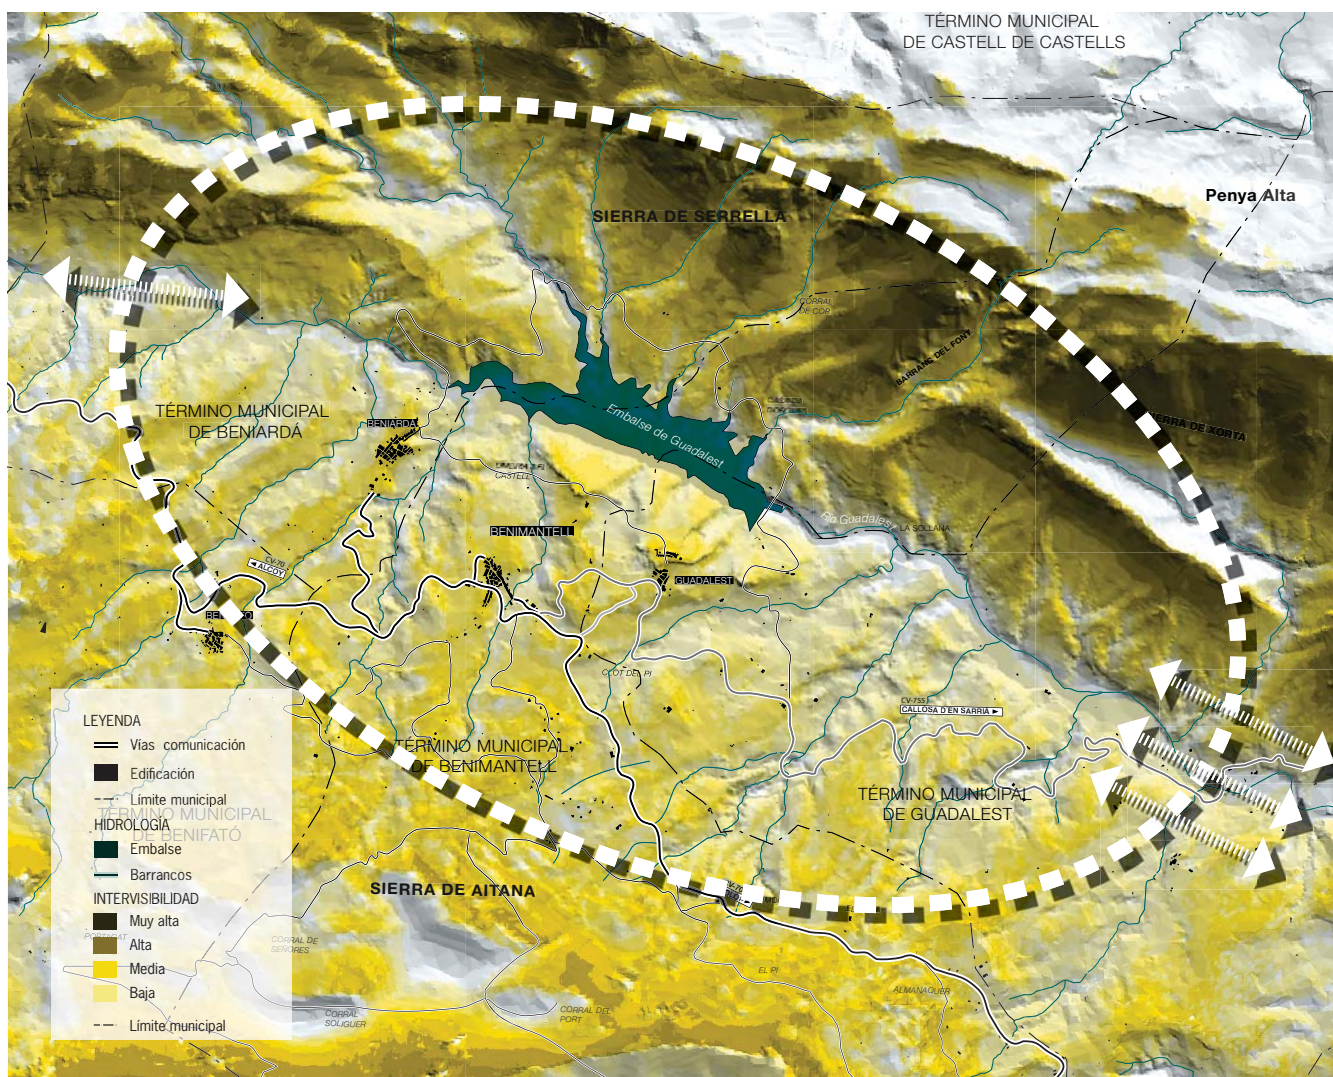 TÉRMINO MUNICIPAL
DE CASTELL DE CASTELLS
Penya Alta
SIERRA DE SERRELLA
CORRAL
DE COP
BARRANC DEL FONT
TÉRMINO MUNICIPAL
DE BENIARDÁ
BENIARDA
Embalse de Guadalest
SIERRA DE XORTA
CASTELL
BENIMANTELL
Rio Guadalest
LA SOLLANA
CV-70
◄ ALCOY
GUADALEST
CLOT DEL PI
CV-755
CALLOSA D'EN SARRIÀ ►
TÉRMINO MUNICIPAL
DE BENIMANTELL
TÉRMINO MUNICIPAL
DE GUADALEST
LEYENDA
Vías comunicación
Edificación
Límite municipal
TÉRMINO MUNICIPAL
DE BENIFATÓ
HIDROLOGÍA
Embalse
Barrancos
INTERVISIBILIDAD
Muy alta
Alta
Media
Baja
Límite municipal
SIERRA DE AITANA
CORRAL DE
SEÑORES
EL PI
ALMANAQUER
CORRAL
SOLIGUER
CORRAL DEL
PORT